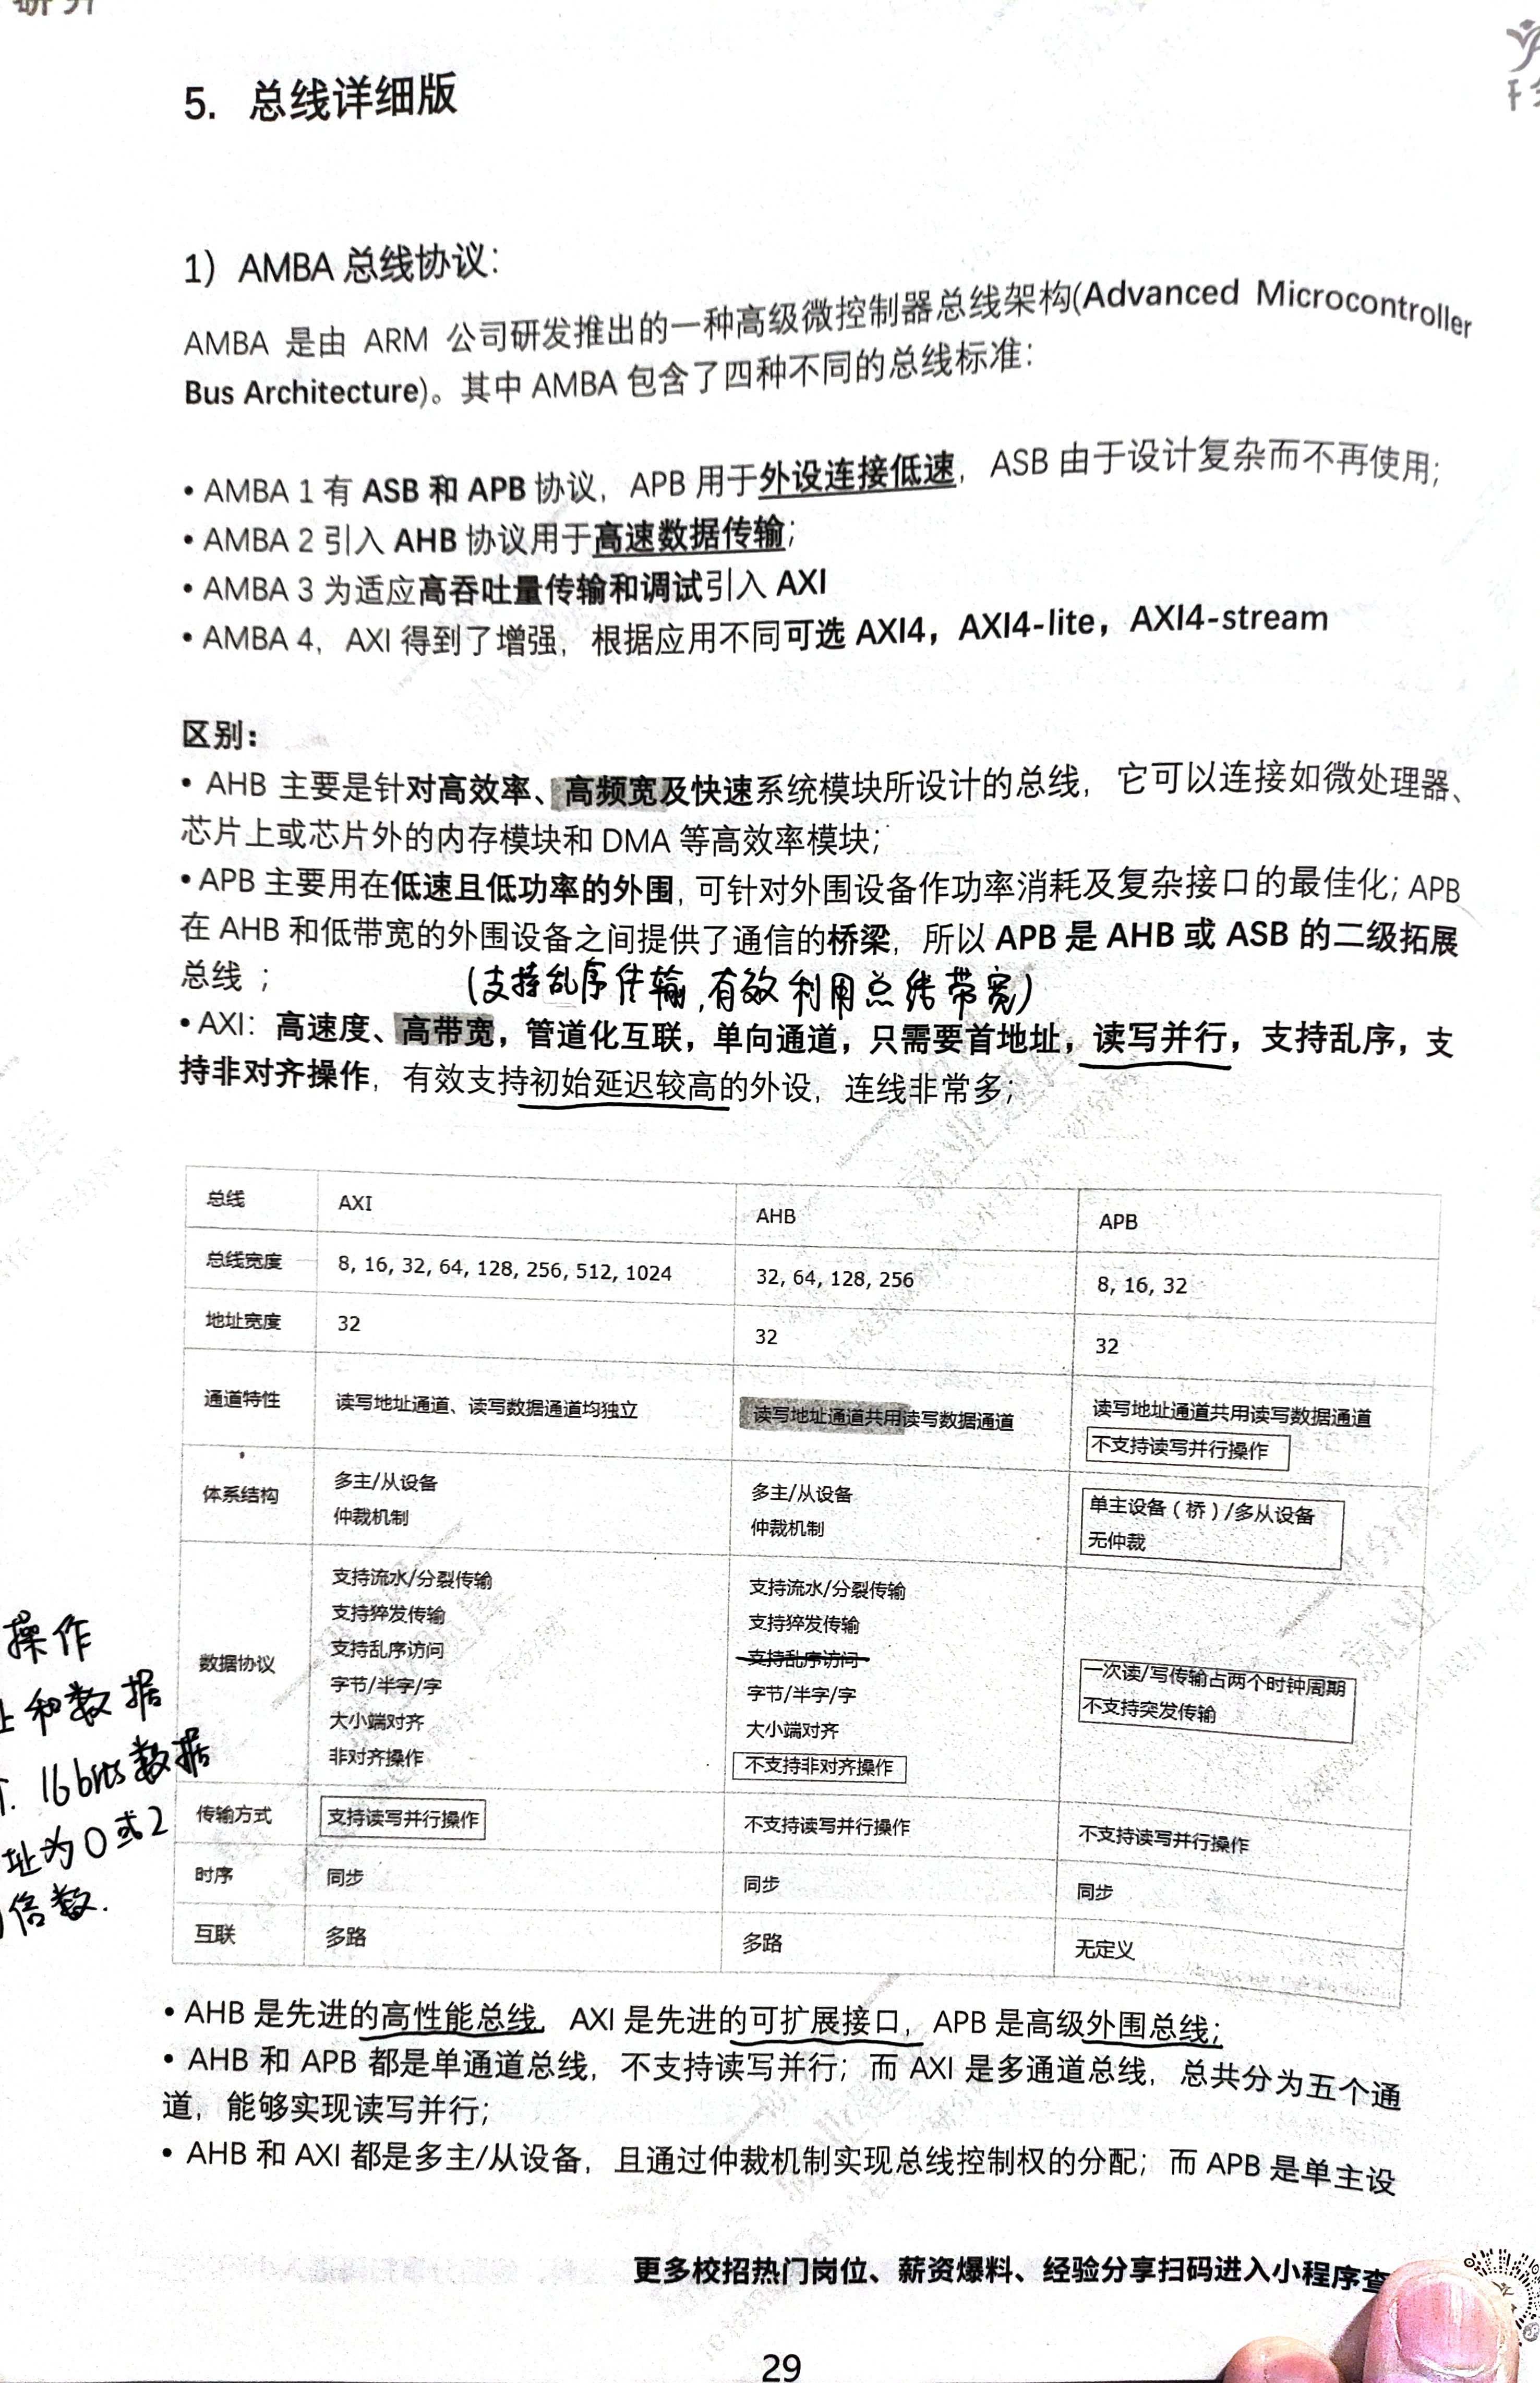 研
5. 总线详细版
1）AMBA 总线协议：
AMBA 是由 ARM 公司研发推出的一种高级微控制器总线架构(Advanced Microcontroller
Bus Architecture)。其中 AMBA 包含了四种不同的总线标准：
• AMBA 1 有 ASB 和 APB 协议，APB 用于外设连接低速，ASB 由于设计复杂而不再使用；
• AMBA 2 引入 AHB 协议用于高速数据传输；
• AMBA 3 为适应高吞吐量传输和调试引入 AXI
• AMBA 4，AXI 得到了增强，根据应用不同可选 AXI4，AXI4-lite，AXI4-stream
区别：
• AHB 主要是针对高效率、高频宽及快速系统模块所设计的总线，它可以连接如微处理器、
芯片上或芯片外的内存模块和 DMA 等高效率模块；
• APB 主要用在低速且低功率的外围，可针对外围设备作功率消耗及复杂接口的最佳化；APB
在 AHB 和低带宽的外围设备之间提供了通信的桥梁，所以 APB 是 AHB 或 ASB 的二级拓展
总线 ；
(支持乱序传输,有效利用总线带宽)
• AXI：高速度、高带宽，管道化互联，单向通道，只需要首地址，读写并行，支持乱序，支
持非对齐操作，有效支持初始延迟较高的外设，连线非常多；
总线 AXI AHB APB
总线宽度 8, 16, 32, 64, 128, 256, 512, 1024 32, 64, 128, 256 8, 16, 32
地址宽度 32 32 32
通道特性 读写地址通道、读写数据通道均独立 读写地址通道共用读写数据通道 读写地址通道共用读写数据通道
不支持读写并行操作
体系结构 多主/从设备 多主/从设备 单主设备（桥）/多从设备
仲裁机制 仲裁机制 无仲裁
数据协议 支持流水/分裂传输 支持流水/分裂传输 一次读/写传输占两个时钟周期
支持猝发传输 支持猝发传输 不支持突发传输
支持乱序访问 支持乱序访问
字节/半字/字 字节/半字/字
大小端对齐 大小端对齐
非对齐操作 不支持非对齐操作
传输方式 支持读写并行操作 不支持读写并行操作 不支持读写并行操作
时序 同步 同步 同步
互联 多路 多路 无定义
操作
和数据
16bits数据
址为0或2
倍数.
• AHB 是先进的高性能总线，AXI 是先进的可扩展接口，APB 是高级外围总线；
• AHB 和 APB 都是单通道总线，不支持读写并行；而 AXI 是多通道总线，总共分为五个通
道，能够实现读写并行；
• AHB 和 AXI 都是多主/从设备，且通过仲裁机制实现总线控制权的分配；而 APB 是单主设
更多校招热门岗位、薪资爆料、经验分享扫码进入小程序查
29